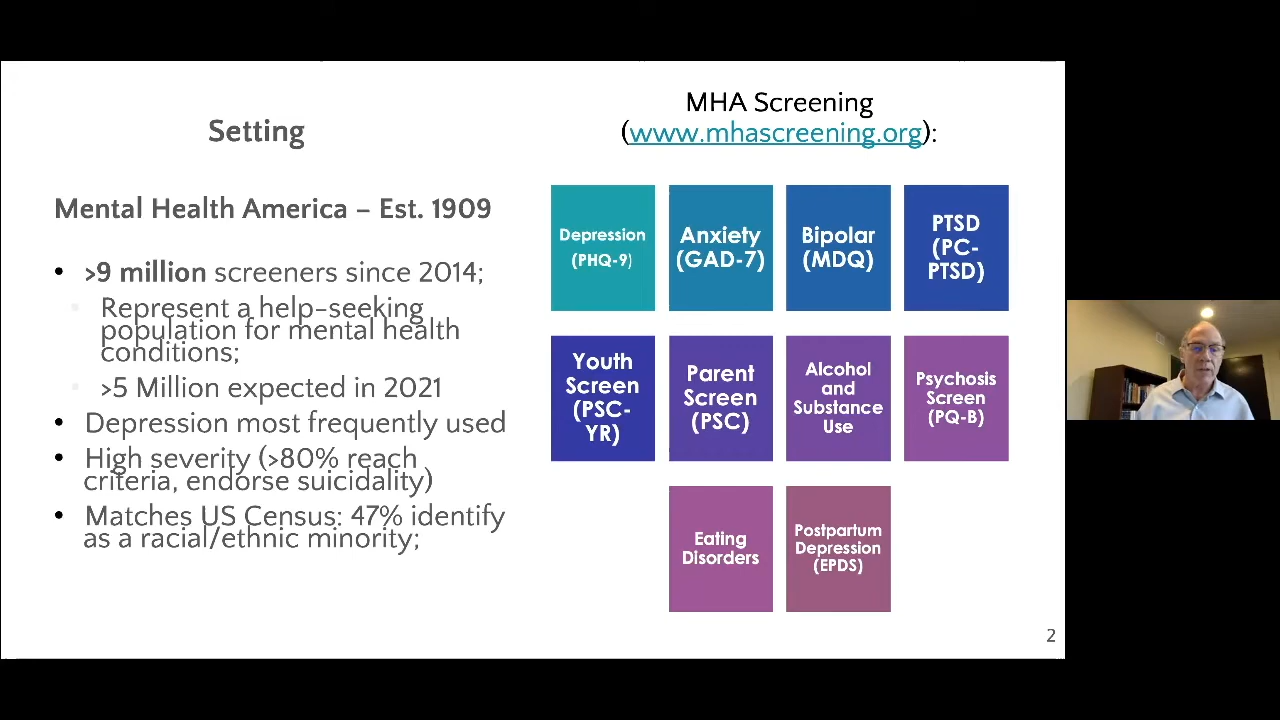 Setting
Mental Health America – Est. 1909
• >9 million screeners since 2014;
Represent a help-seeking
population for mental health
conditions;
>5 Million expected in 2021
• Depression most frequently used
• High severity (>80% reach
criteria, endorse suicidality)
• Matches US Census: 47% identify
as a racial/ethnic minority;
MHA Screening
(www.mhascreening.org):
Depression
(PHQ-9)
Anxiety
(GAD-7)
Bipolar
(MDQ)
PTSD
(PC-
PTSD)
Youth
Screen
(PSC-
YR)
Parent
Screen
(PSC)
Alcohol
and
Substance
Use
Psychosis
Screen
(PQ-B)
Eating
Disorders
Postpartum
Depression
(EPDS)
2